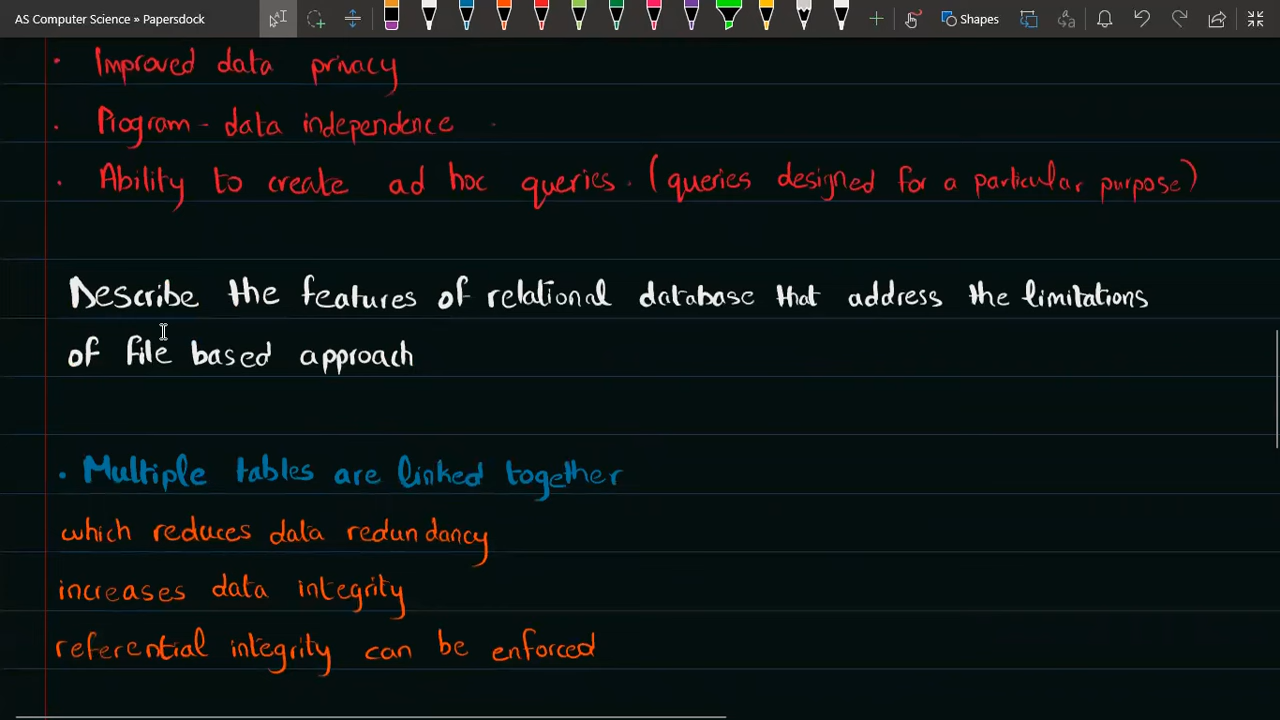 AS Computer Science » Papersdock
Shapes
· Improved data privacy
· Program - data independence
· Ability to create ad hoc queries. (queries designed for a particular purpose)
Describe the features of relational database that address the limitations
of file based approach
· Multiple tables are linked together
which reduces data redundancy
increases data integrity
referential integrity can be enforced